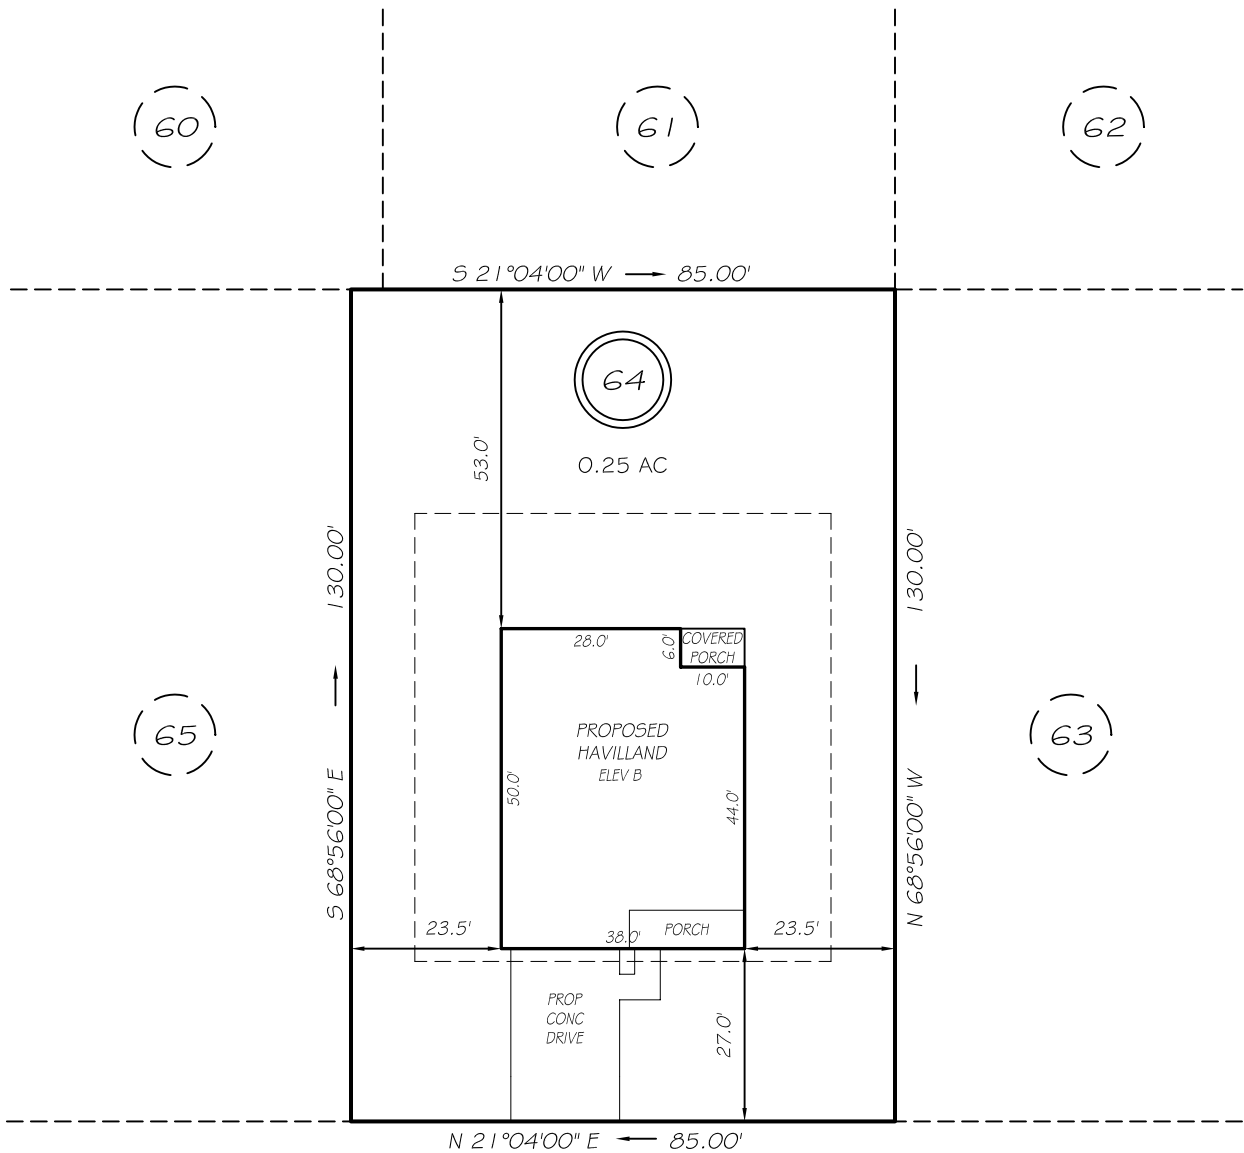 60
61
62
S 21°04'00" W 85.00'
64
0.25 AC
53.0'
130.00'
130.00'
28.0'
6.0'
COVERED
PORCH
10.0'
65
63
PROPOSED
HAVILLAND
ELEV B
50.0'
44.0'
S 68°56'00" E
N 68°56'00" W
23.5'
38.0'
PORCH
23.5'
PROP
CONC
DRIVE
27.0'
N 21°04'00" E 85.00'